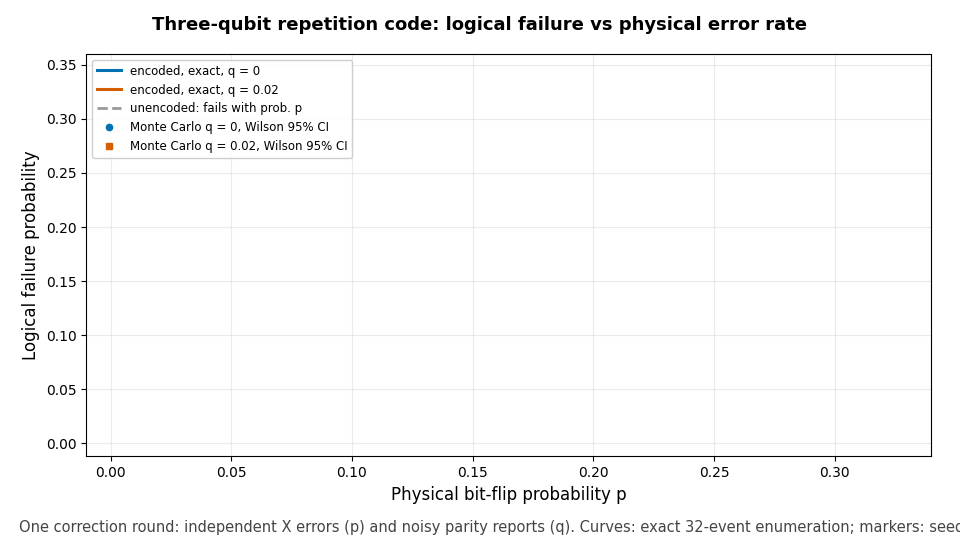 Three-qubit repetition code: logical failure vs physical error rate
0.35
0.30
0.25
0.20
0.15
0.10
0.05
0.00
Logical failure probability
encoded, exact, q = 0
encoded, exact, q = 0.02
unencoded: fails with prob. p
Monte Carlo q = 0, Wilson 95% CI
Monte Carlo q = 0.02, Wilson 95% CI
0.00 0.05 0.10 0.15 0.20 0.25 0.30
Physical bit-flip probability p
One correction round: independent X errors (p) and noisy parity reports (q). Curves: exact 32-event enumeration; markers: seed